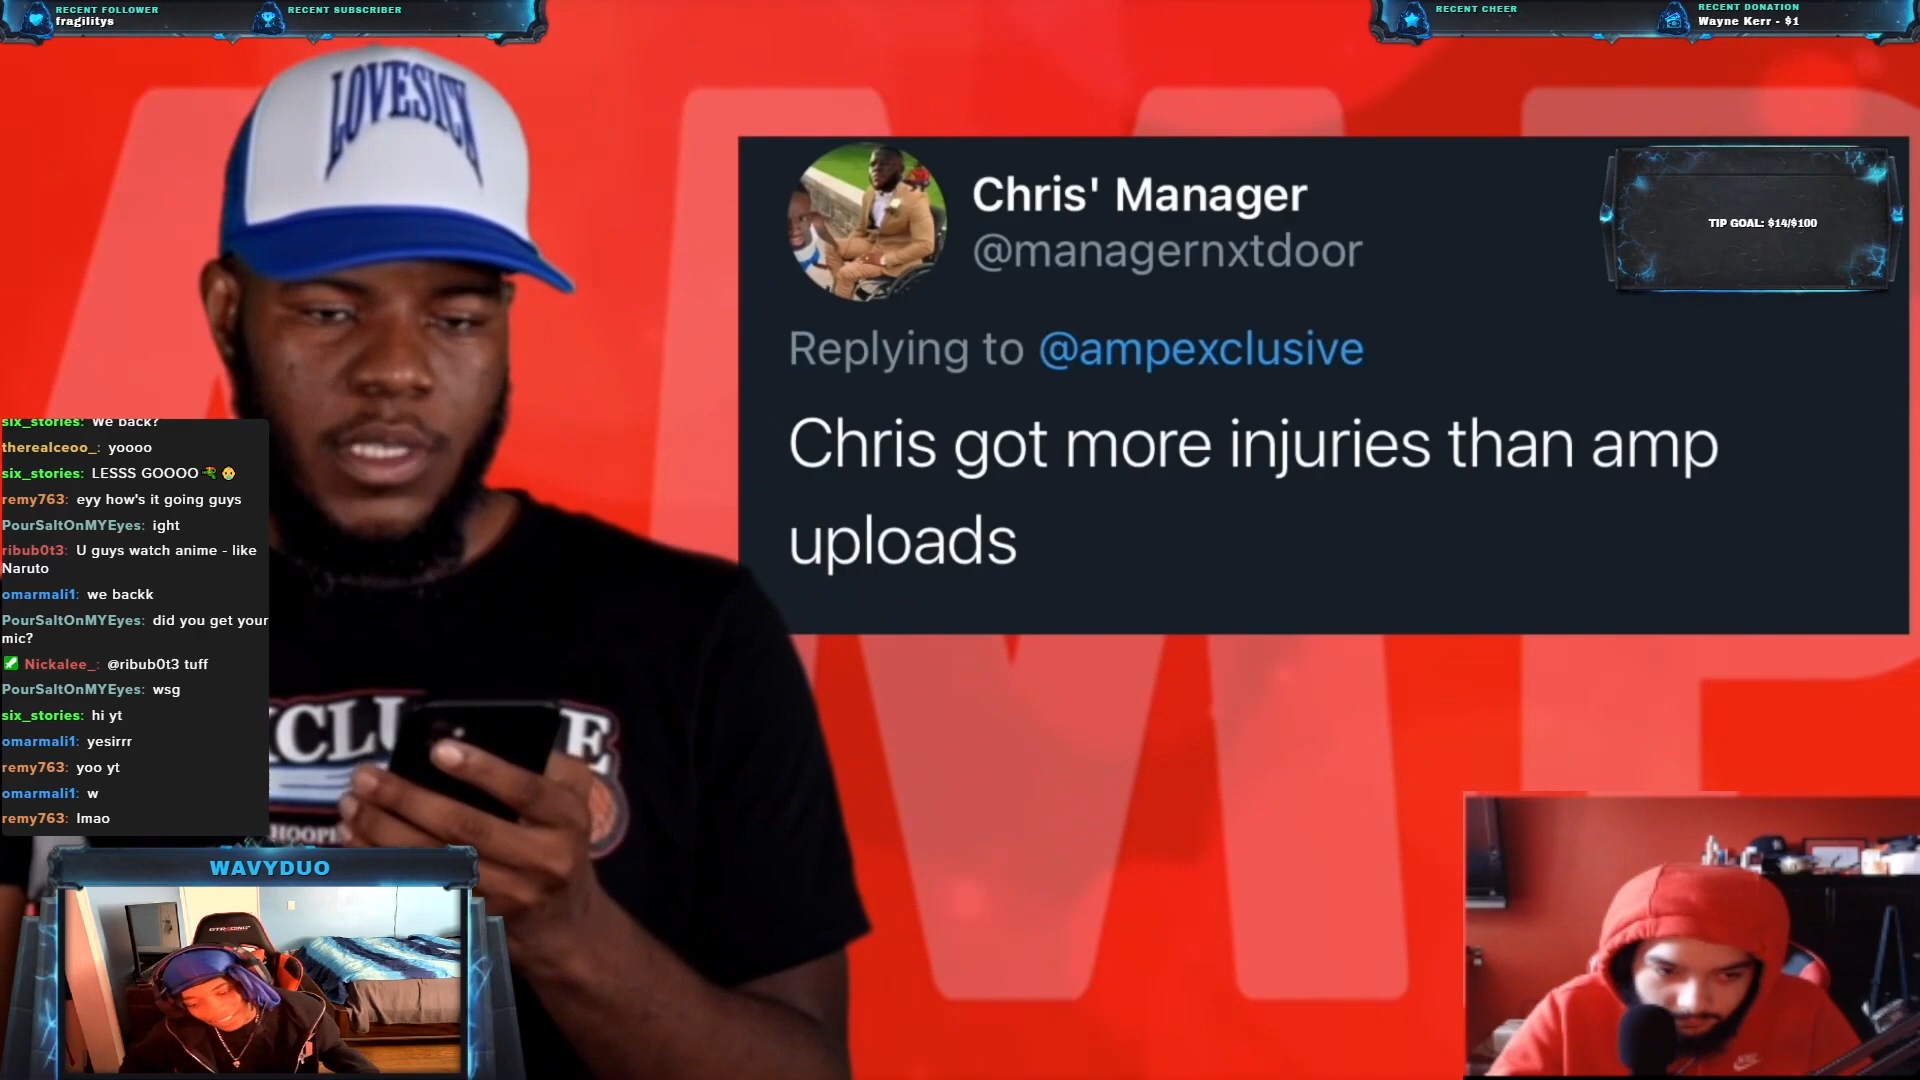 RECENT FOLLOWER
fragilitys
RECENT SUBSCRIBER
RECENT CHEER
RECENT DONATION
Wayne Kerr - $1
LOVESICK
Chris' Manager
@managernxtdoor
TIP GOAL: $14/$100
Replying to @ampexclusive
Chris got more injuries than amp
uploads
six_stories: We back?
therealceoo_: yoooo
six_stories: LESSS GOOOO
remy763: eyy how's it going guys
PourSaltOnMYEyes: ight
ribub0t3: U guys watch anime - like
Naruto
omarmali1: we backk
PourSaltOnMYEyes: did you get your
mic?
Nickalee_: @ribub0t3 tuff
PourSaltOnMYEyes: wsg
six_stories: hi yt
omarmali1: yesirrr
remy763: yoo yt
omarmali1: w
remy763: lmao
WAVYDUO
GTRACING